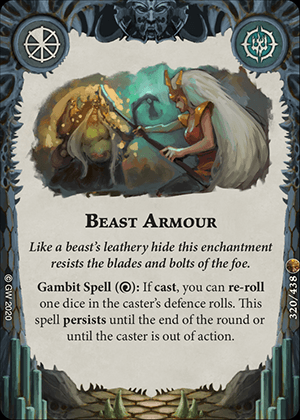 BEAST ARMOUR
Like a beast's leathery hide this enchantment
resists the blades and bolts of the foe.
Gambit Spell (): If cast, you can re-roll
one dice in the caster's defence rolls. This
spell persists until the end of the round or
until the caster is out of action.
© GW 2020
320/438